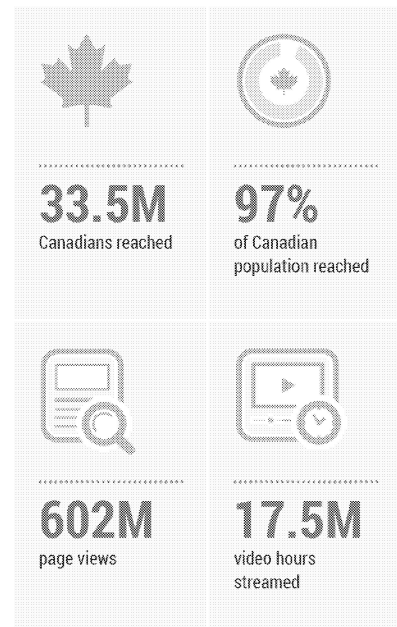 33.5M
Canadians reached
97%
of Canadian
population reached
602M
page views
17.5M
video hours
streamed